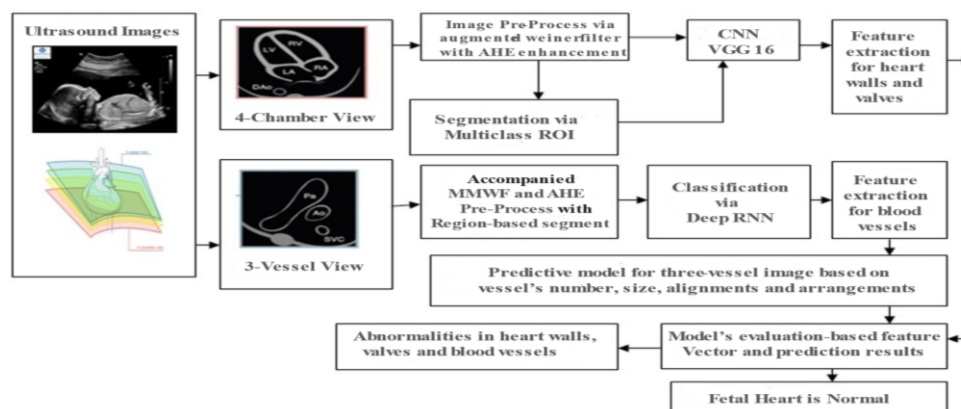 Ultrasound Images
LV
RV
LA
RA
DAo
4-Chamber View
Image Pre-Process via
augmented weinerfilter
with AHE enhancement
CNN
VGG 16
Feature
extraction
for heart
walls and
valves
Segmentation via
Multiclass ROI
Pa
Ao
SVC
3-Vessel View
Accompanied
MMWF and AHE
Pre-Process with
Region-based segment
Classification
via
Deep RNN
Feature
extraction
for blood
vessels
Predictive model for three-vessel image based on
vessel's number, size, alignments and arrangements
Abnormalities in heart walls,
valves and blood vessels
Model's evaluation-based feature
Vector and prediction results
Fetal Heart is Normal